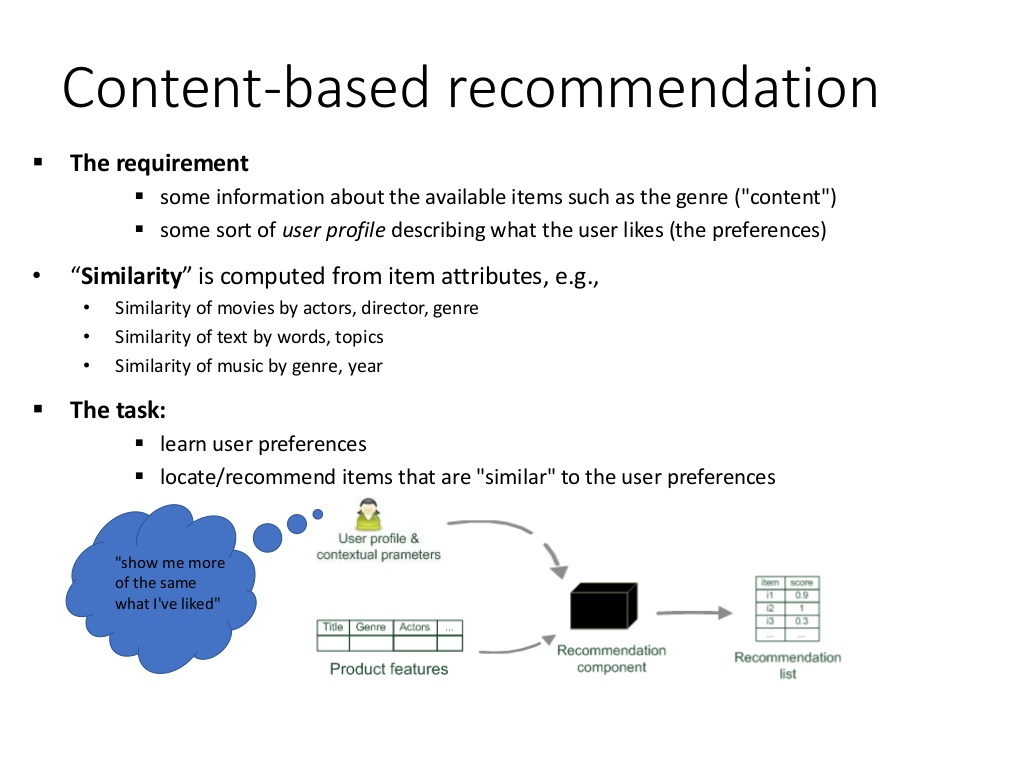 Content-based recommendation
▪ The requirement
▪ some information about the available items such as the genre ("content")
▪ some sort of user profile describing what the user likes (the preferences)
• “Similarity” is computed from item attributes, e.g.,
• Similarity of movies by actors, director, genre
• Similarity of text by words, topics
• Similarity of music by genre, year
▪ The task:
▪ learn user preferences
▪ locate/recommend items that are "similar" to the user preferences
"show me more
of the same
what I've liked"
User profile &
contextual prameters
Title Genre Actors ...
Product features
Recommendation
component
item score
i1 0.9
i2 1
i3 0.3
... ...
Recommendation
list